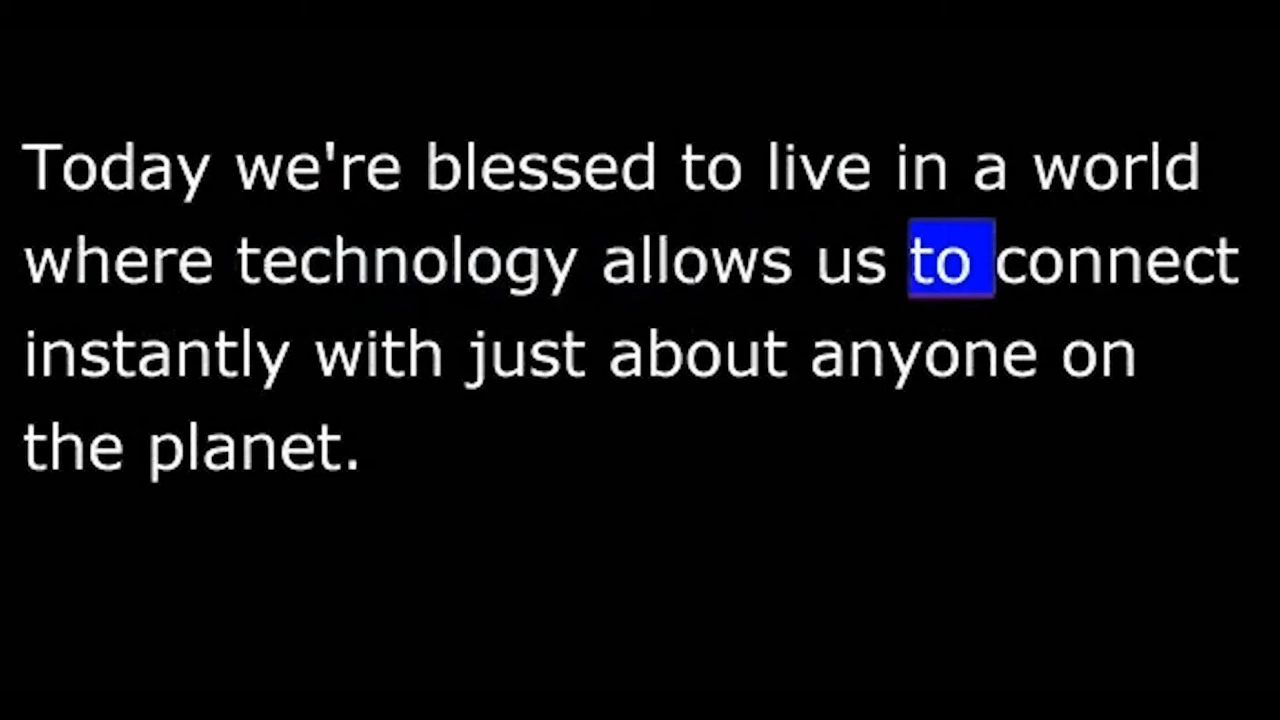 Today we're blessed to live in a world
where technology allows us to connect
instantly with just about anyone on
the planet.